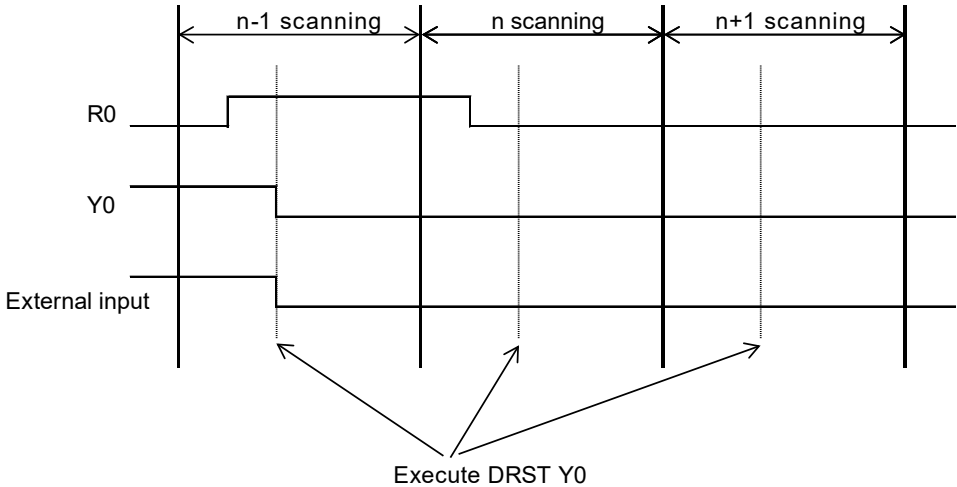 n-1 scanning n scanning n+1 scanning
R0
Y0
External input
Execute DRST Y0